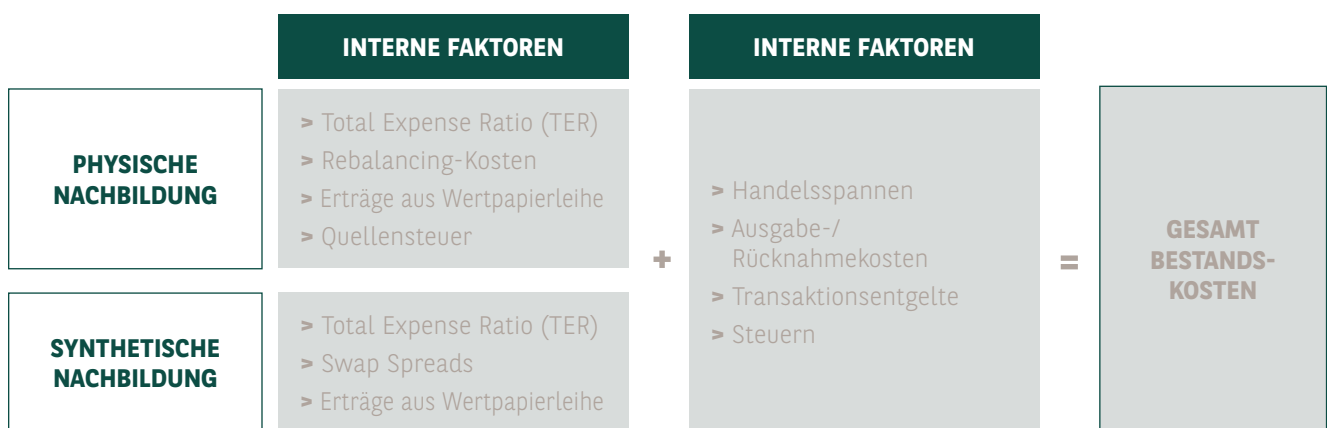 INTERNE FAKTOREN
INTERNE FAKTOREN
PHYSISCHE
NACHBILDUNG
> Total Expense Ratio (TER)
> Rebalancing-Kosten
> Erträge aus Wertpapierleihe
> Quellensteuer
SYNTHETISCHE
NACHBILDUNG
> Total Expense Ratio (TER)
> Swap Spreads
> Erträge aus Wertpapierleihe
+
> Handelsspannen
> Ausgabe-/
Rücknahmekosten
> Transaktionsentgelte
> Steuern
=
GESAMT
BESTANDS-
KOSTEN